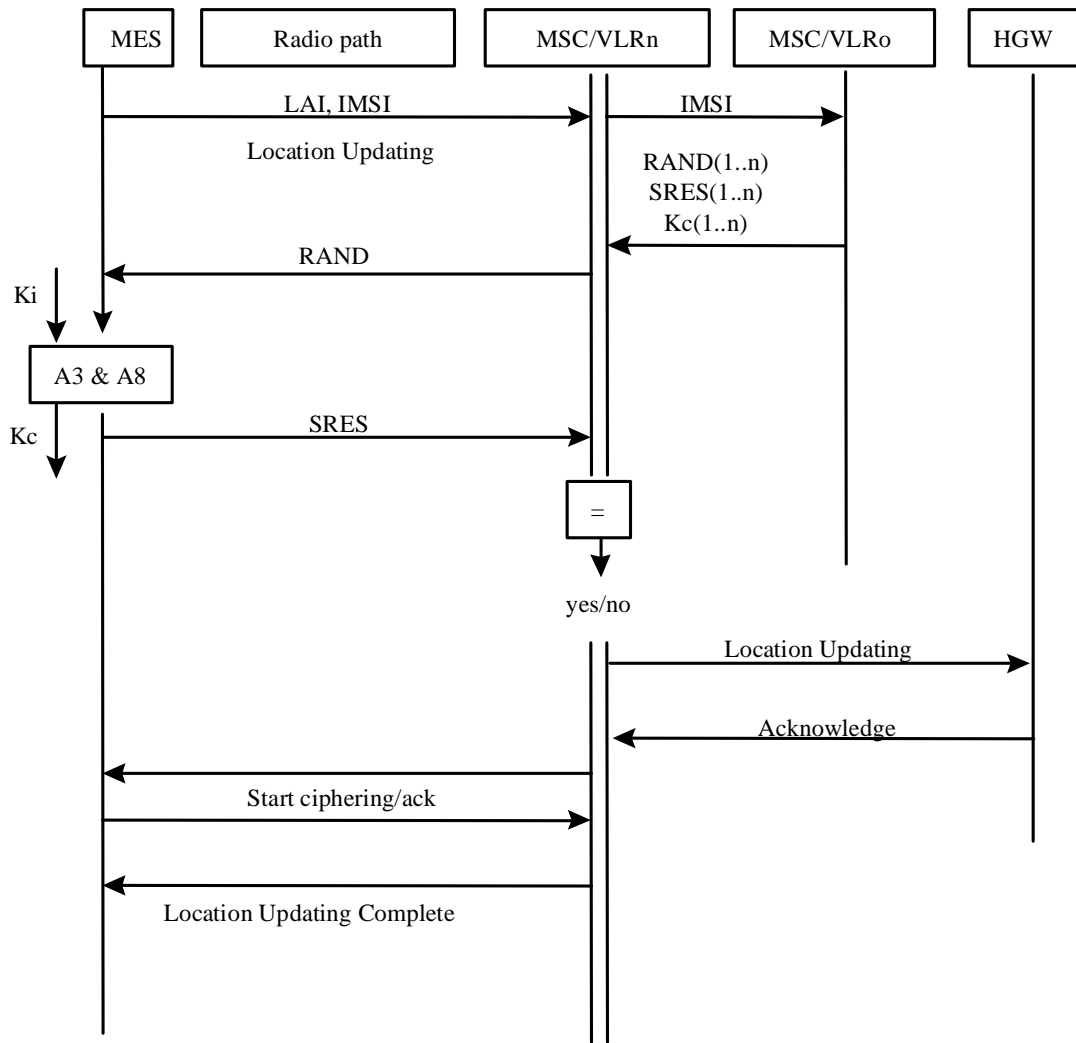 MES
Radio path
MSC/VLRn
MSC/VLRo
HGW
LAI, IMSI
IMSI
Location Updating
RAND(1..n)
SRES(1..n)
Kc(1..n)
RAND
Ki
A3 & A8
Kc
SRES
=
yes/no
Location Updating
Acknowledge
Start ciphering/ack
Location Updating Complete